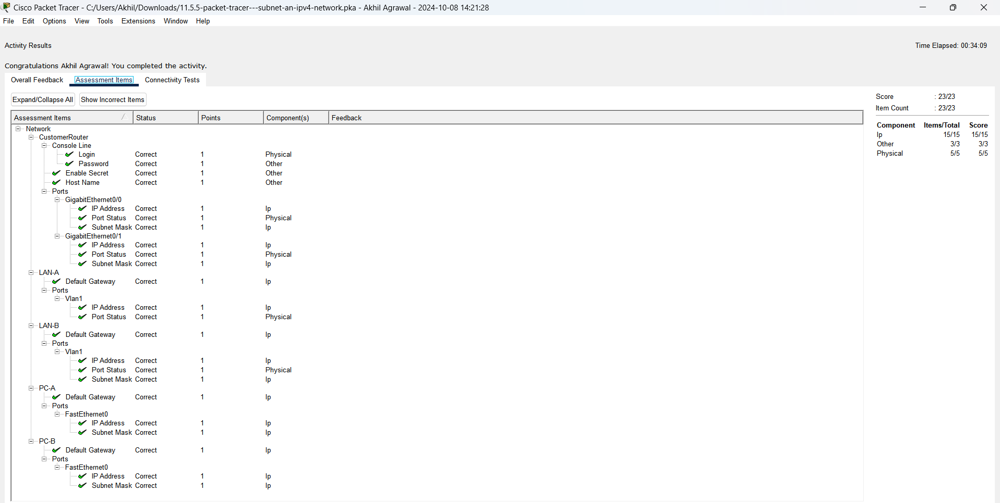 Cisco Packet Tracer - C:/Users/Akhil/Downloads/11.5.5-packet-tracer---subnet-an-ipv4-network.pka - Akhil Agrawal - 2024-10-08 14:21:28
File Edit Options View Tools Extensions Window Help
Activity Results Time Elapsed: 00:34:09
Congratulations Akhil Agrawal! You completed the activity.
Overall Feedback Assessment Items Connectivity Tests
Expand/Collapse All Show Incorrect Items
Assessment Items Status Points Component(s) Feedback
Network
CustomerRouter
Console Line
Login Correct 1 Physical
Password Correct 1 Other
Enable Secret Correct 1 Other
Host Name Correct 1 Other
Ports
GigabitEthernet0/0
IP Address Correct 1 Ip
Port Status Correct 1 Physical
Subnet Mask Correct 1 Ip
GigabitEthernet0/1
IP Address Correct 1 Ip
Port Status Correct 1 Physical
Subnet Mask Correct 1 Ip
LAN-A
Default Gateway Correct 1 Ip
Ports
Vlan1
IP Address Correct 1 Ip
Port Status Correct 1 Physical
LAN-B
Default Gateway Correct 1 Ip
Ports
Vlan1
IP Address Correct 1 Ip
Port Status Correct 1 Physical
Subnet Mask Correct 1 Ip
PC-A
Default Gateway Correct 1 Ip
Ports
FastEthernet0
IP Address Correct 1 Ip
Subnet Mask Correct 1 Ip
PC-B
Default Gateway Correct 1 Ip
Ports
FastEthernet0
IP Address Correct 1 Ip
Subnet Mask Correct 1 Ip
Score : 23/23
Item Count : 23/23
Component Items/Total Score
Ip 15/15 15/15
Other 3/3 3/3
Physical 5/5 5/5